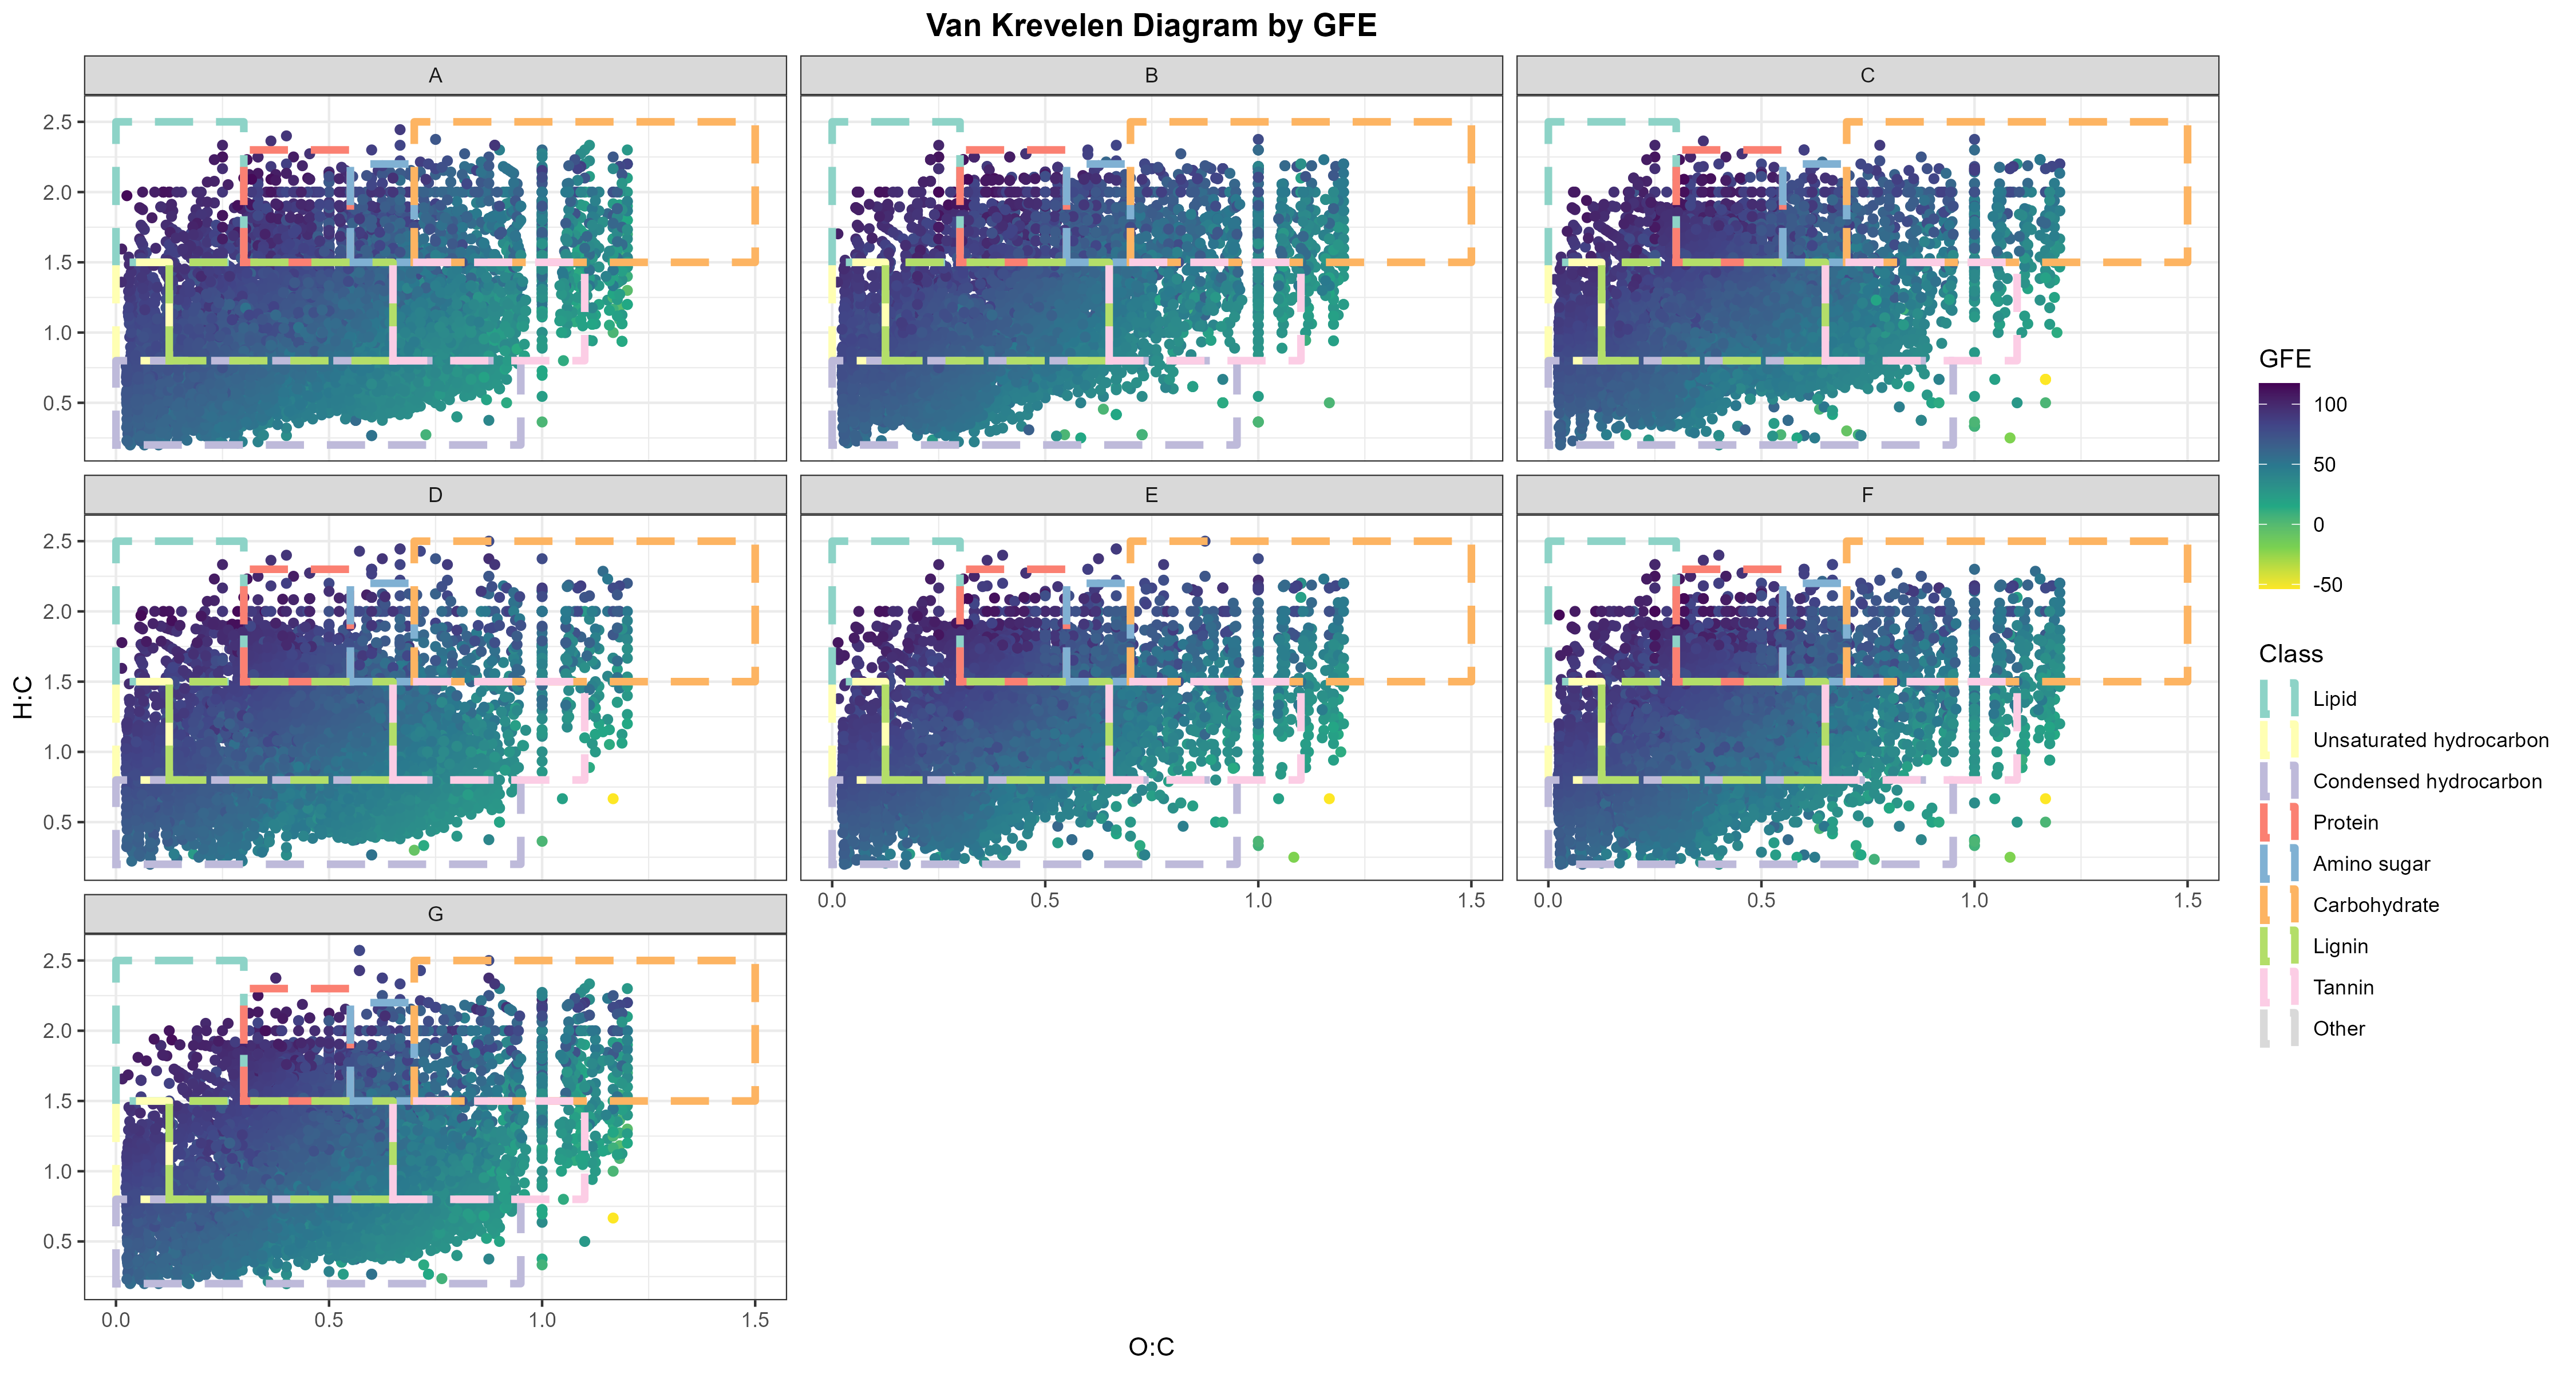 Van Krevelen Diagram by GFE
A
B
C
2.5
2.0
1.5
1.0
0.5
D
E
F
2.5
2.0
1.5
1.0
0.5
0.0 0.5 1.0 1.5
0.0 0.5 1.0 1.5
G
2.5
2.0
1.5
1.0
0.5
0.0 0.5 1.0 1.5
H:C
O:C
GFE
100
50
0
-50
Class
Lipid
Unsaturated hydrocarbon
Condensed hydrocarbon
Protein
Amino sugar
Carbohydrate
Lignin
Tannin
Other